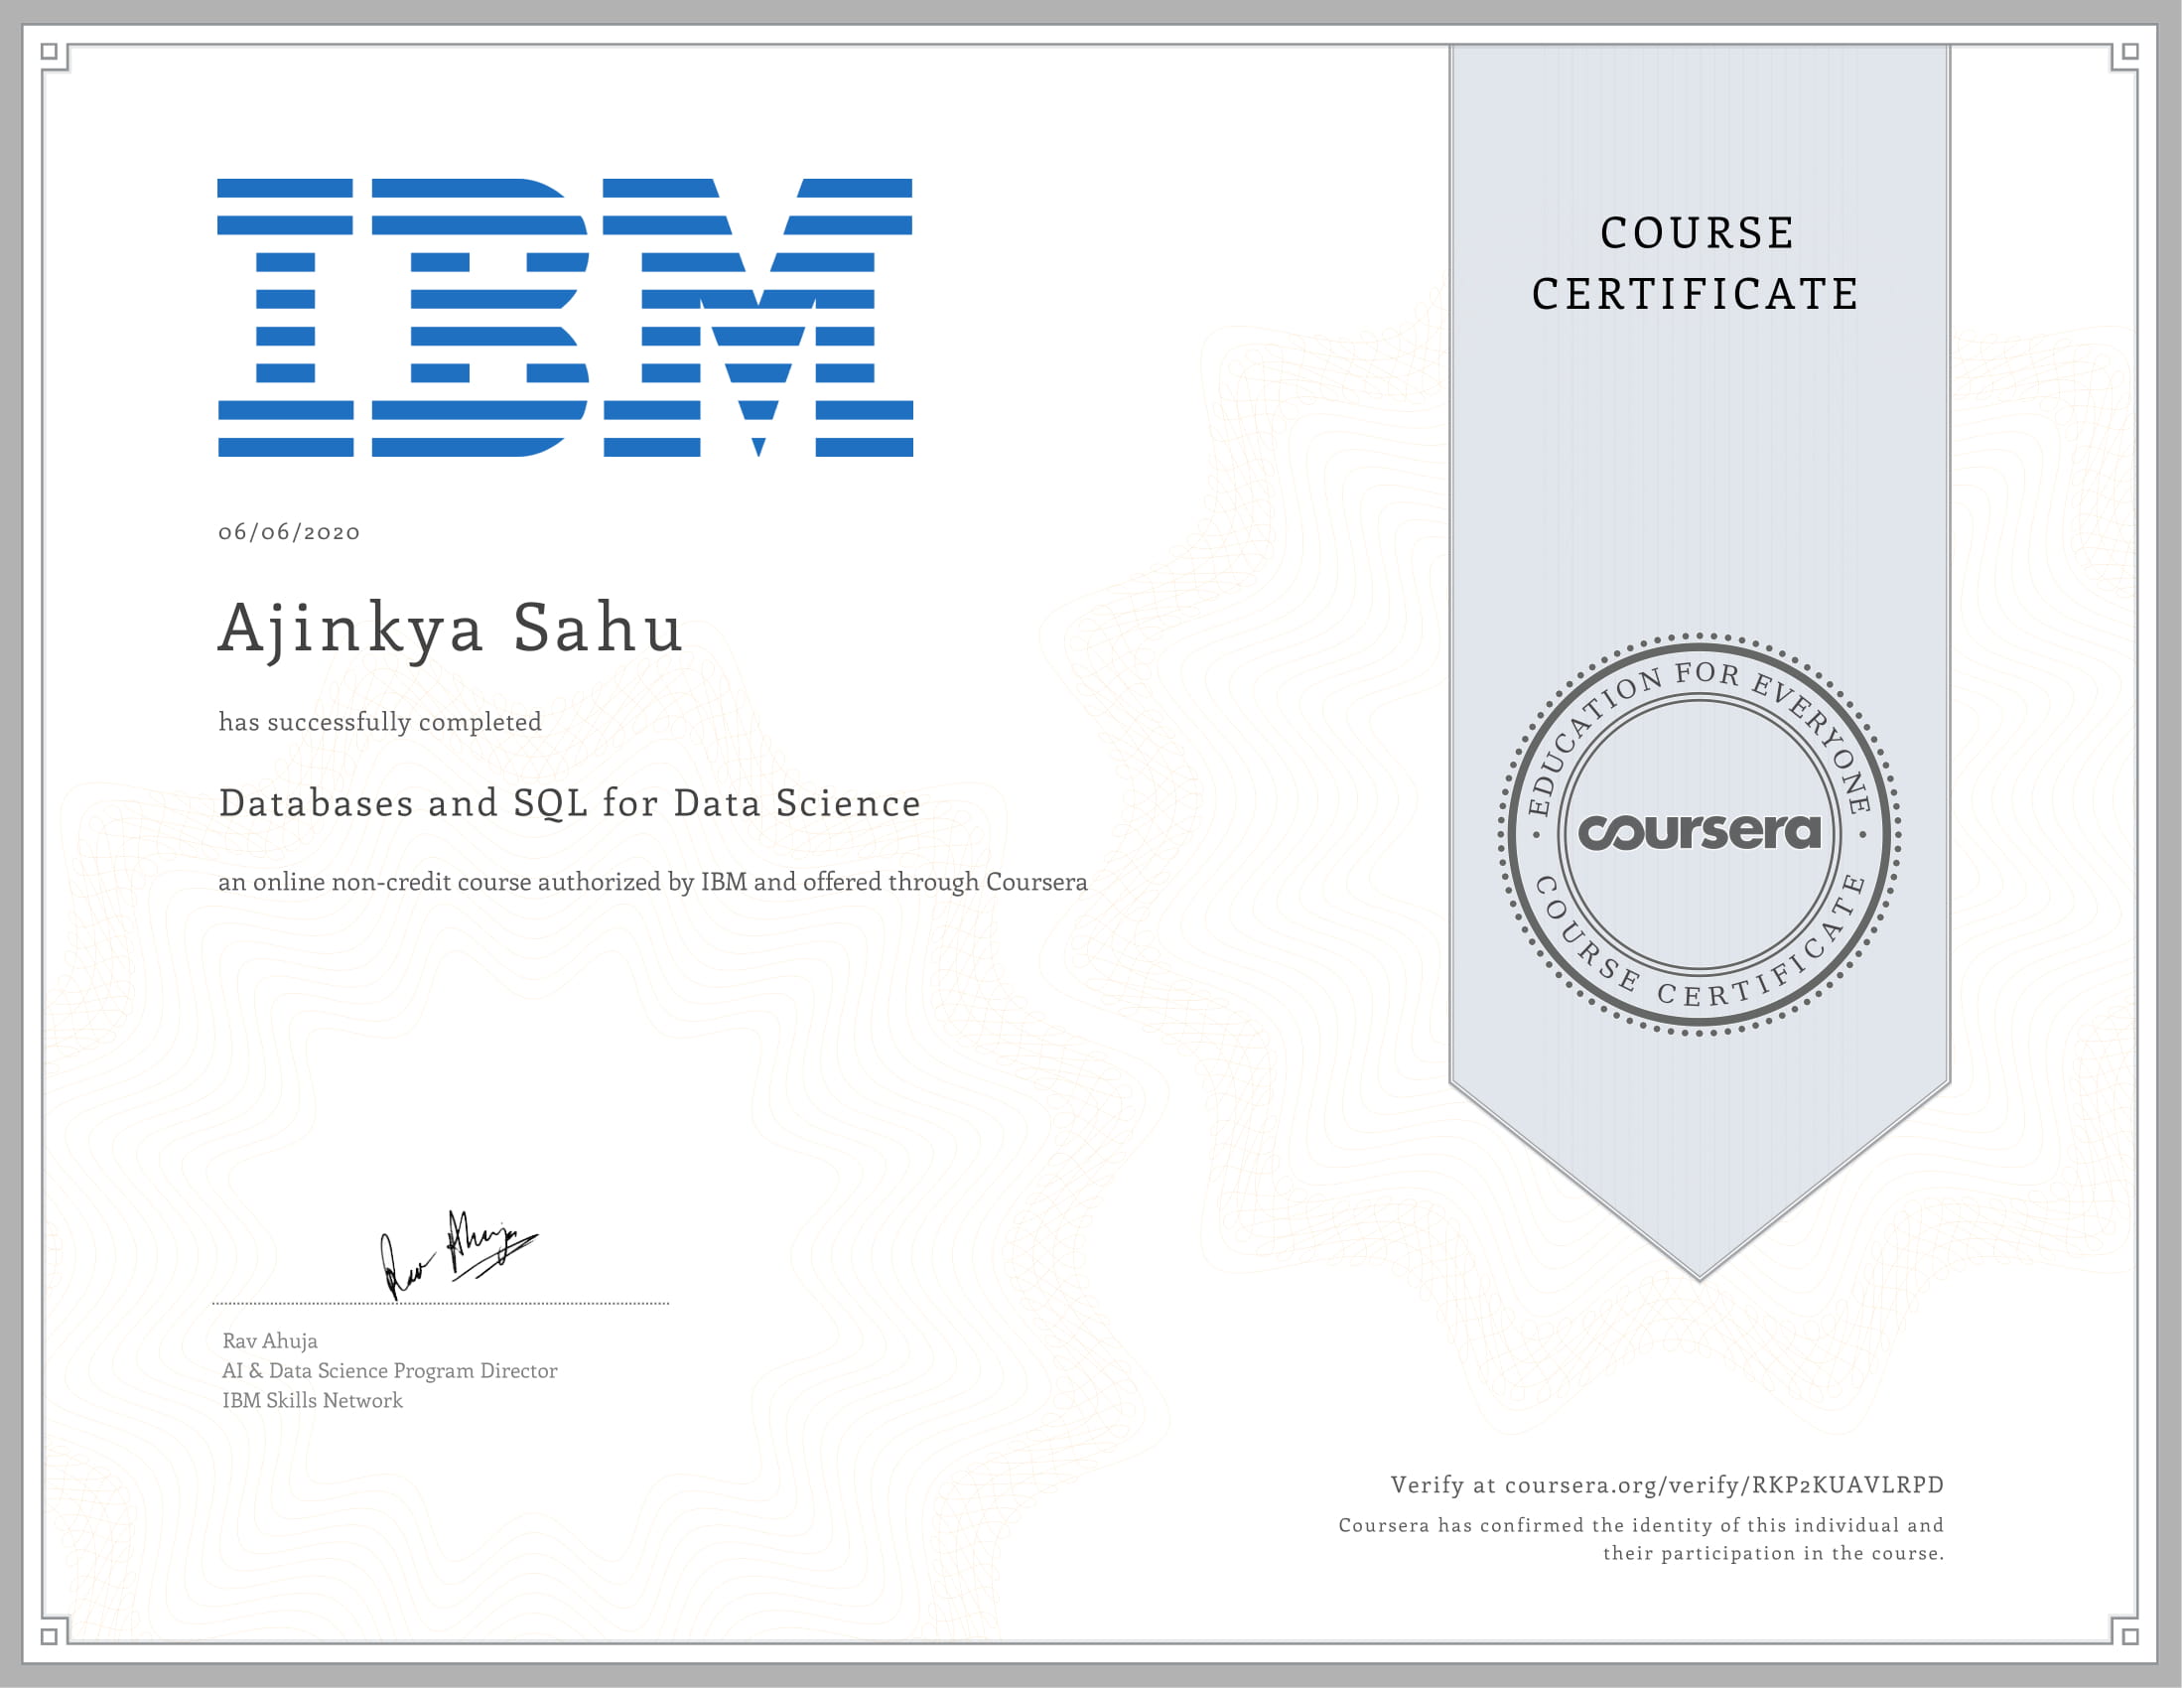 IBM
COURSE
CERTIFICATE
06/06/2020
Ajinkya Sahu
has successfully completed
Databases and SQL for Data Science
an online non-credit course authorized by IBM and offered through Coursera
EDUCATION FOR EVERYONE
coursera
COURSE CERTIFICATE
Rav Ahuja
Rav Ahuja
AI & Data Science Program Director
IBM Skills Network
Verify at coursera.org/verify/RKP2KUAVLRPD
Coursera has confirmed the identity of this individual and
their participation in the course.